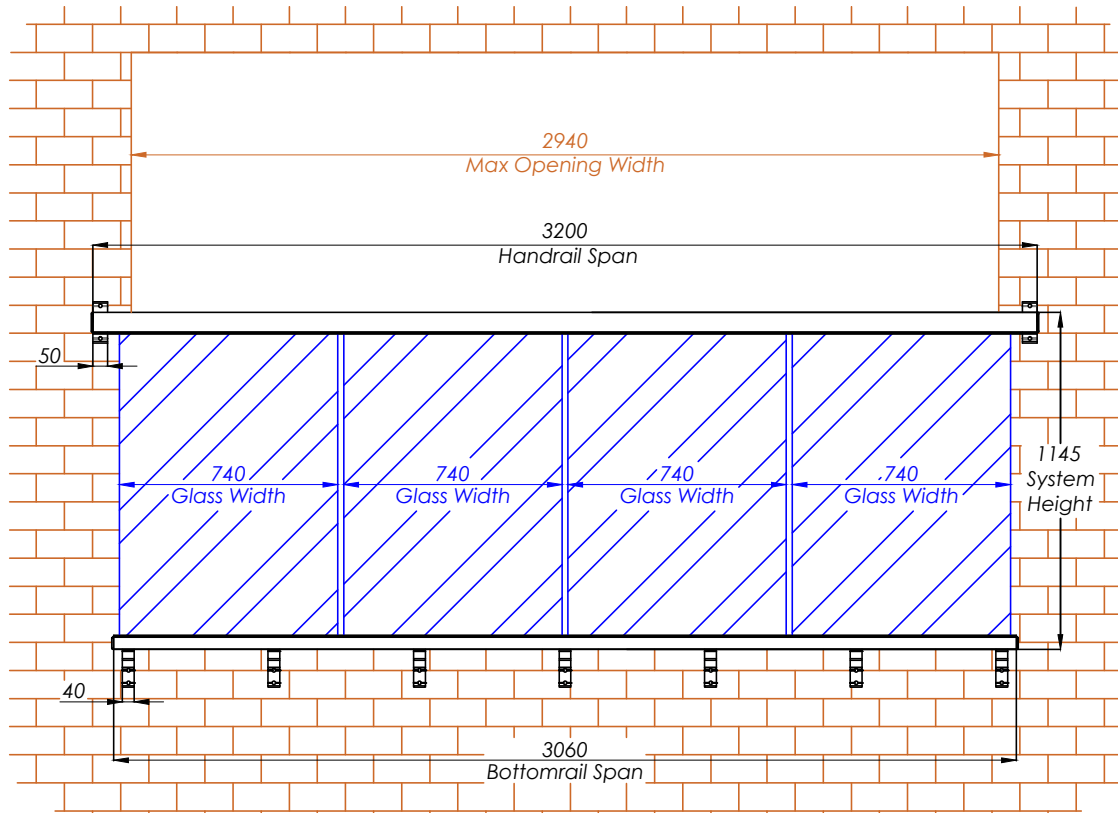 2940
Max Opening Width
3200
Handrail Span
50
740
Glass Width
740
Glass Width
740
Glass Width
740
Glass Width
1145
System
Height
40
3060
Bottomrail Span